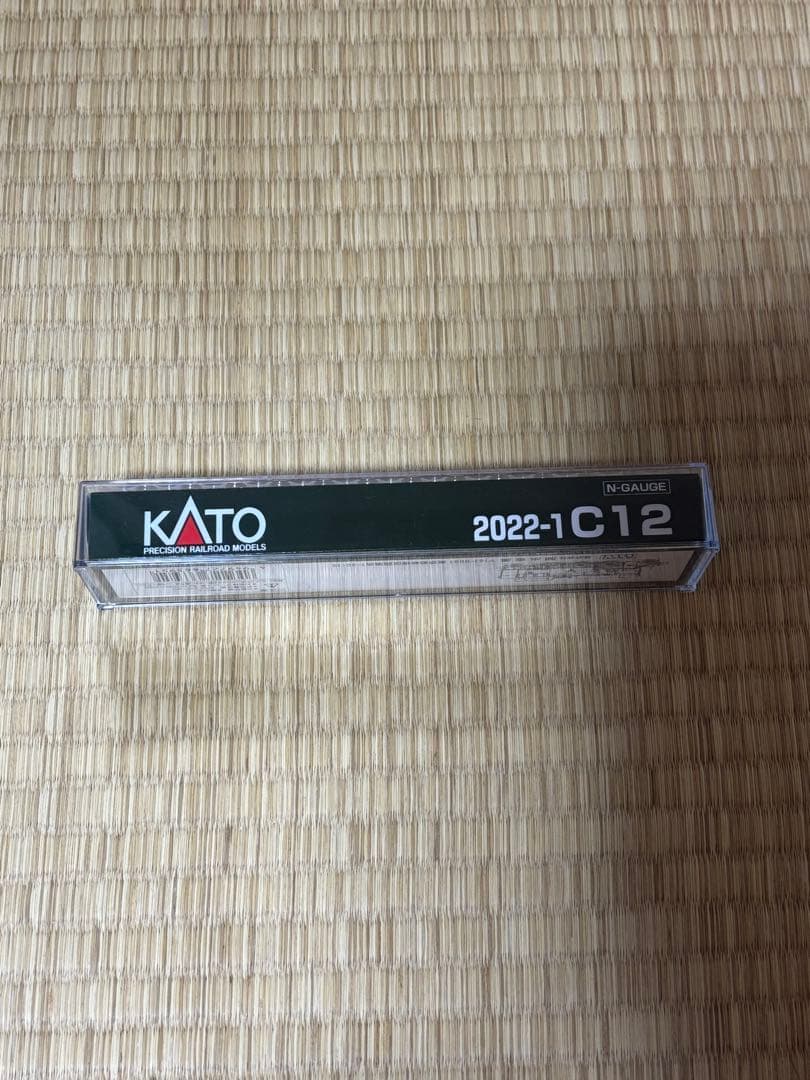 N-GAUGE
KATO
2022-1 C12
PRECISION RAILROAD MODELS